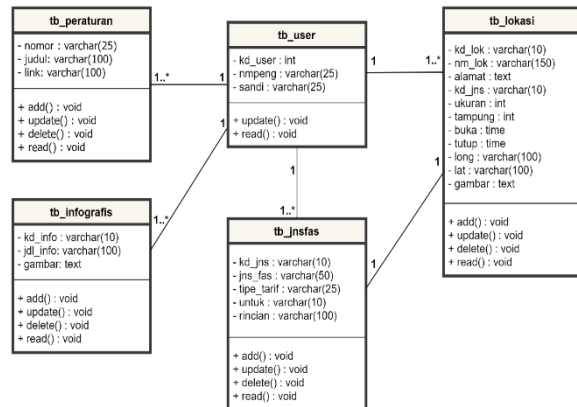 tb_peraturan
- nomor : varchar(25)
- judul: varchar(100)
- link: varchar(100)
+ add() : void
+ update() : void
+ delete() : void
+ read() : void
1..*
1
tb_user
- kd_user : int
- nmpeng : varchar(25)
- sandi : varchar(25)
+ update() : void
+ read() : void
1
1..*
1
1
1..*
tb_lokasi
- kd_lok : varchar(10)
- nm_lok : varchar(150)
- alamat : text
- kd_jns : varchar(10)
- ukuran : int
- tampung : int
- buka : time
- tutup : time
- long : varchar(100)
- lat : varchar(100)
- gambar : text
+ add() : void
+ update() : void
+ delete() : void
+ read() : void
1
1
tb_infografis
- kd_info : varchar(10)
- jdl_info : varchar(100)
- gambar: text
+ add() : void
+ update() : void
+ delete() : void
+ read() : void
1..*
tb_jnsfas
- kd_jns : varchar(10)
- jns_fas : varchar(50)
- tipe_tarif : varchar(25)
- untuk : varchar(10)
- rincian : varchar(100)
+ add() : void
+ update() : void
+ delete() : void
+ read() : void